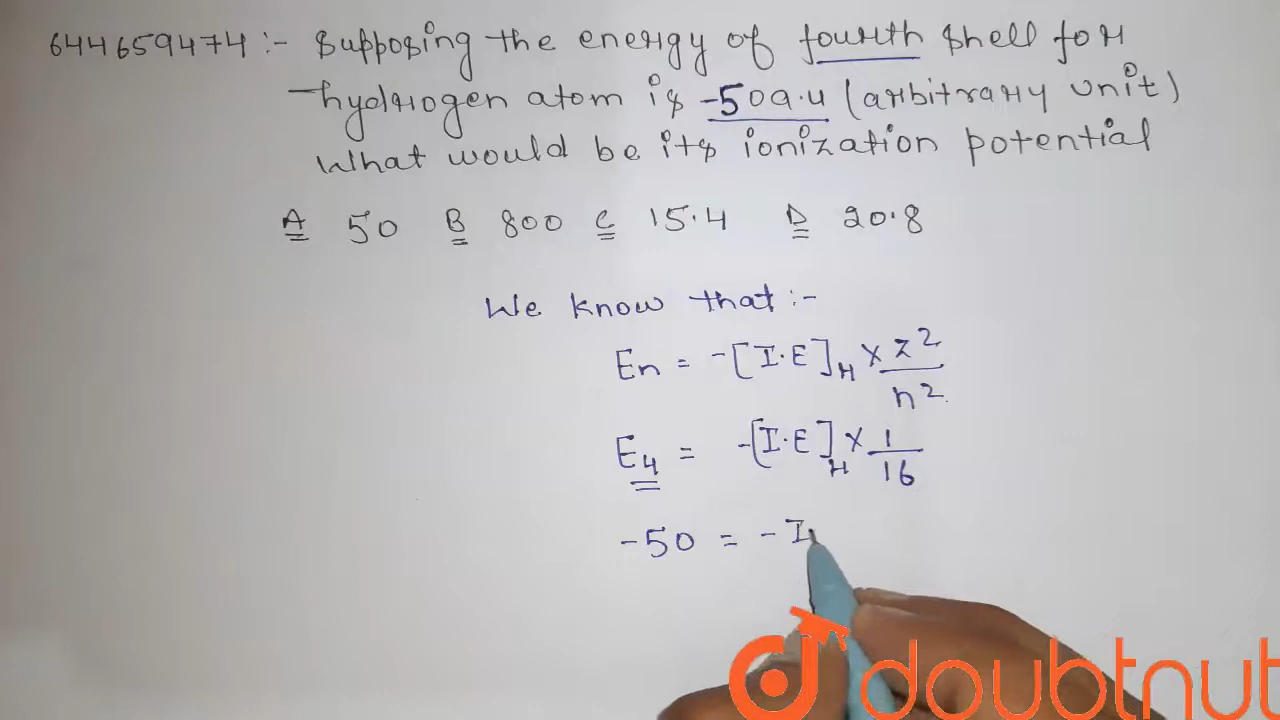 644659474:- Supposing the energy of fourth shell for
hydrogen atom is -50a.u (arbitrary unit)
What would be its ionization potential
A 50 B 800 C 15.4 D 20.8
We know that :-
En = -[I.E]H × z²/n²
E4 = -[I.E]H × 1/16
-50 = - I
doubtnut